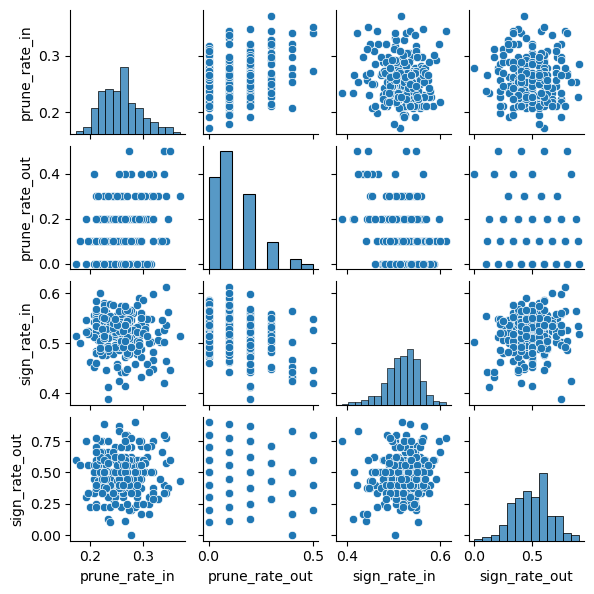 prune_rate_in
0.3
0.2
prune_rate_out
0.4
0.2
0.0
sign_rate_in
0.6
0.5
0.4
sign_rate_out
0.75
0.50
0.25
0.00
0.2 0.3 0.0 0.5 0.4 0.6 0.0 0.5
prune_rate_in prune_rate_out sign_rate_in sign_rate_out